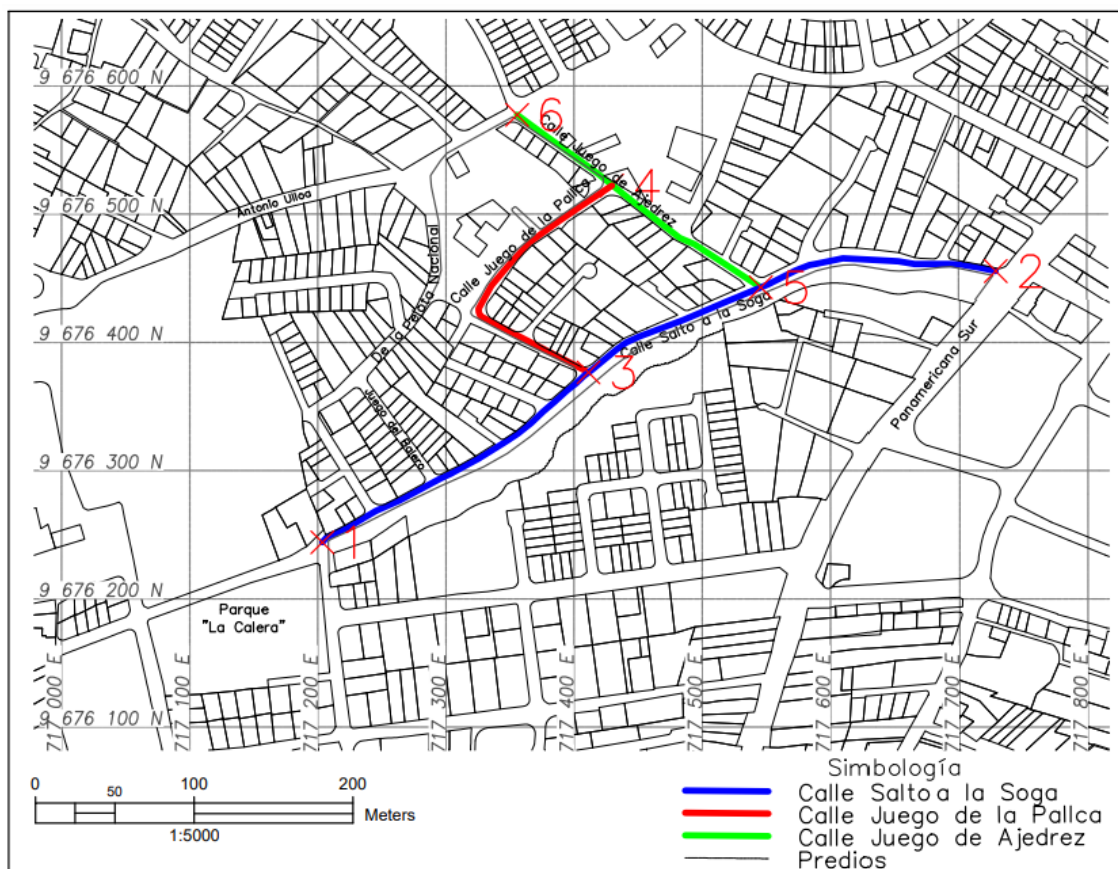 9 676 600 N
6
Calle Juego de Ajedrez
4
Antonio Ulloa
9 676 500 N
Calle Juego de la Pallca
De la Pelota Nacional
2
5
Calle Salto a la Soga
9 676 400 N
3
Panamericana Sur
Juego del Balero
9 676 300 N
1
9 676 200 N
Parque
"La Calera"
717 000 E
717 100 E
717 200 E
717 300 E
717 400 E
717 500 E
717 600 E
717 700 E
717 800 E
9 676 100 N
0 50 100 200
Meters
1:5000
Simbología
Calle Salto a la Soga
Calle Juego de la Pallca
Calle Juego de Ajedrez
Predios